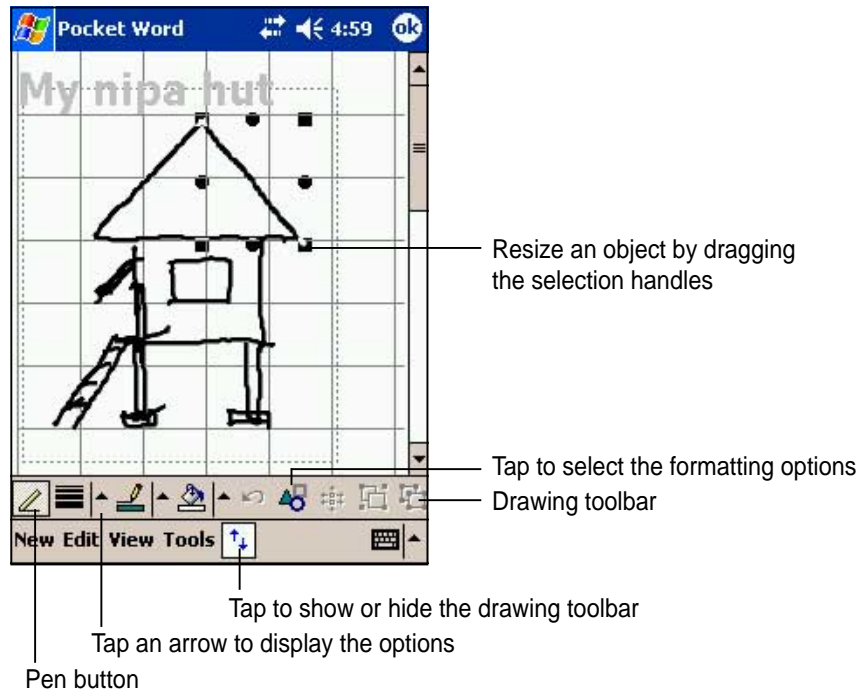 Pocket Word 4:59 ok
My nipa hut
Resize an object by dragging
the selection handles
Tap to select the formatting options
Drawing toolbar
New Edit View Tools
Tap to show or hide the drawing toolbar
Tap an arrow to display the options
Pen button